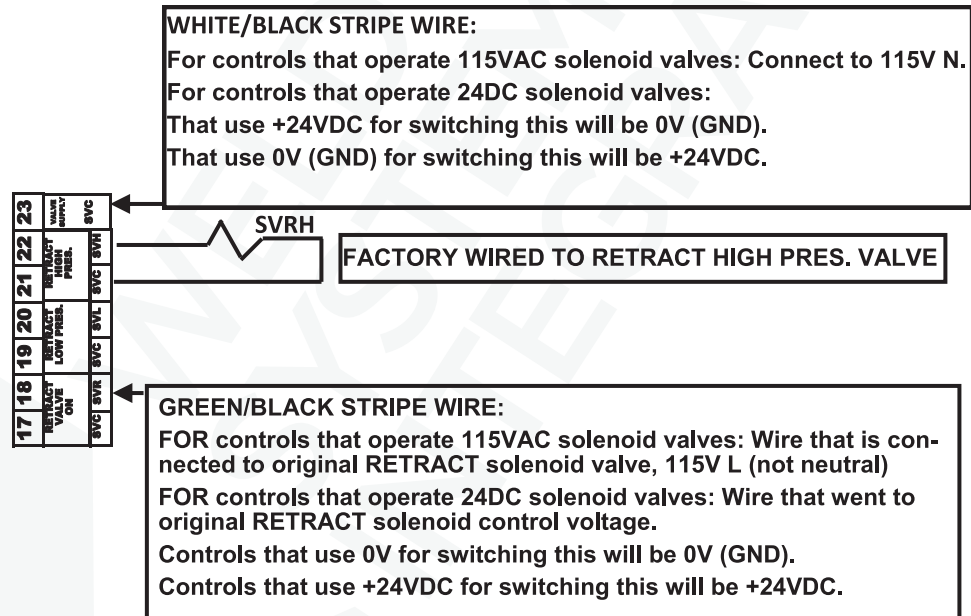 WHITE/BLACK STRIPE WIRE:
For controls that operate 115VAC solenoid valves: Connect to 115V N.
For controls that operate 24DC solenoid valves:
That use +24VDC for switching this will be 0V (GND).
That use 0V (GND) for switching this will be +24VDC.
23
VALVE
SUPPLY
SVC
22
21
RETRACT
HIGH
PRES.
SVH
SVC
SVRH
FACTORY WIRED TO RETRACT HIGH PRES. VALVE
20
19
RETRACT
LOW PRES.
SVL
SVC
18
17
RETRACT
VALVE
ON
SVR
SVC
GREEN/BLACK STRIPE WIRE:
FOR controls that operate 115VAC solenoid valves: Wire that is con-
nected to original RETRACT solenoid valve, 115V L (not neutral)
FOR controls that operate 24DC solenoid valves: Wire that went to
original RETRACT solenoid control voltage.
Controls that use 0V for switching this will be 0V (GND).
Controls that use +24VDC for switching this will be +24VDC.